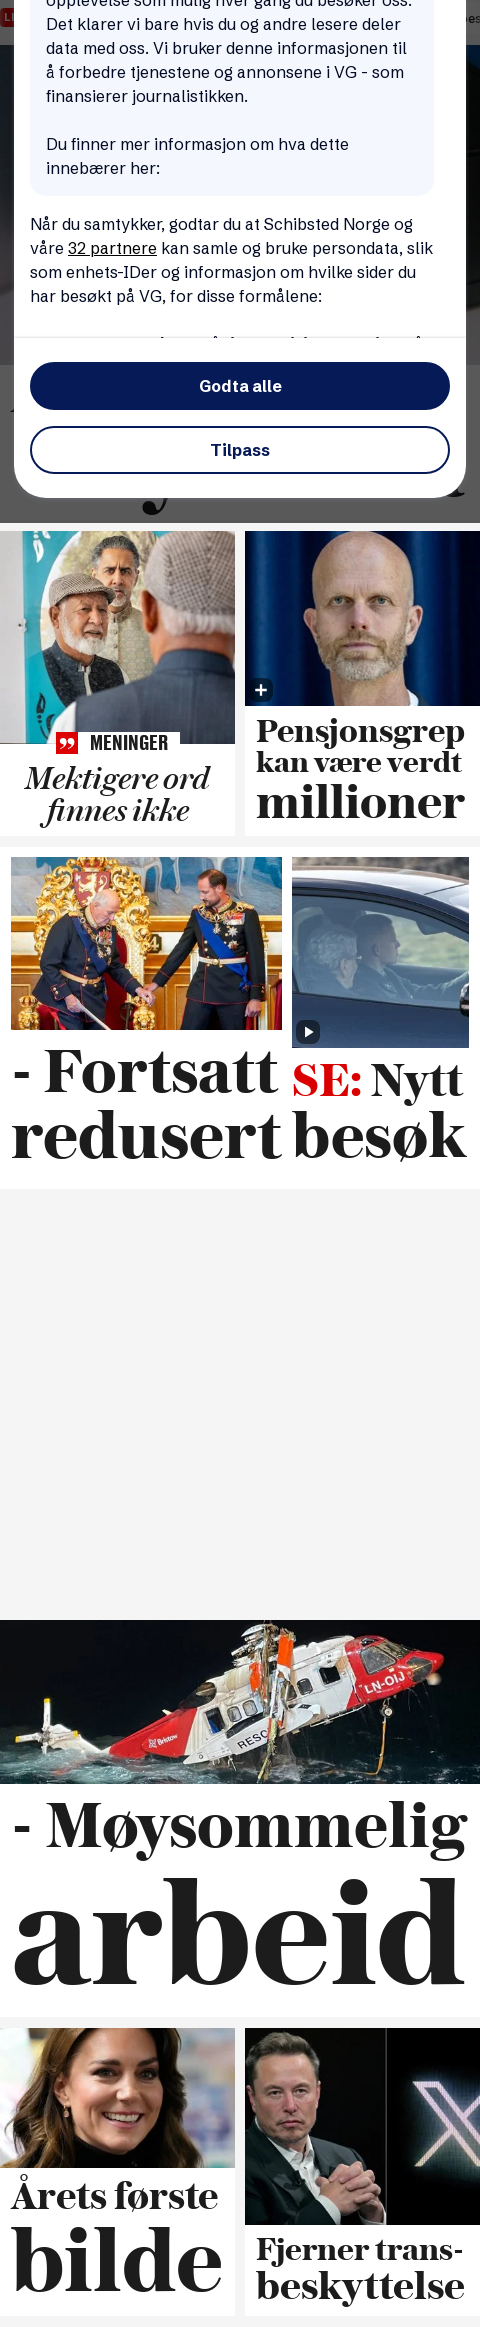 opplevelse som mulig hver gang du besøker oss.
Det klarer vi bare hvis du og andre lesere deler
data med oss. Vi bruker denne informasjonen til
å forbedre tjenestene og annonsene i VG - som
finansierer journalistikken.
Du finner mer informasjon om hva dette
innebærer her:
Når du samtykker, godtar du at Schibsted Norge og
våre 32 partnere kan samle og bruke persondata, slik
som enhets-IDer og informasjon om hvilke sider du
har besøkt på VG, for disse formålene:
Godta alle
Tilpass
MENINGER
Mektigere ord
finnes ikke
Pensjonsgrep
kan være verdt
millioner
- Fortsatt
redusert
SE: Nytt
besøk
LN-OIJ
RESC
Bristow
- Møysommelig
arbeid
Årets første
bilde
X
Fjerner trans-
beskyttelse